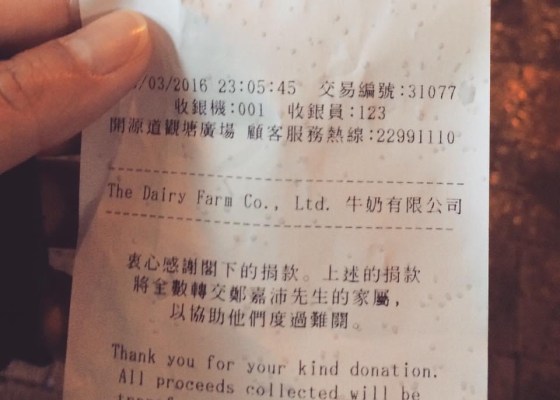 /03/2016 23:05:45 交易編號:31077
收銀機:001 收銀員:123
開源道觀塘廣場 顧客服務熱線:22991110
The Dairy Farm Co., Ltd. 牛奶有限公司
衷心感謝閣下的捐款。上述的捐款
將全數轉交鄭嘉沛先生的家屬,
以協助他們度過難關。
Thank you for your kind donation.
All proceeds collected will be